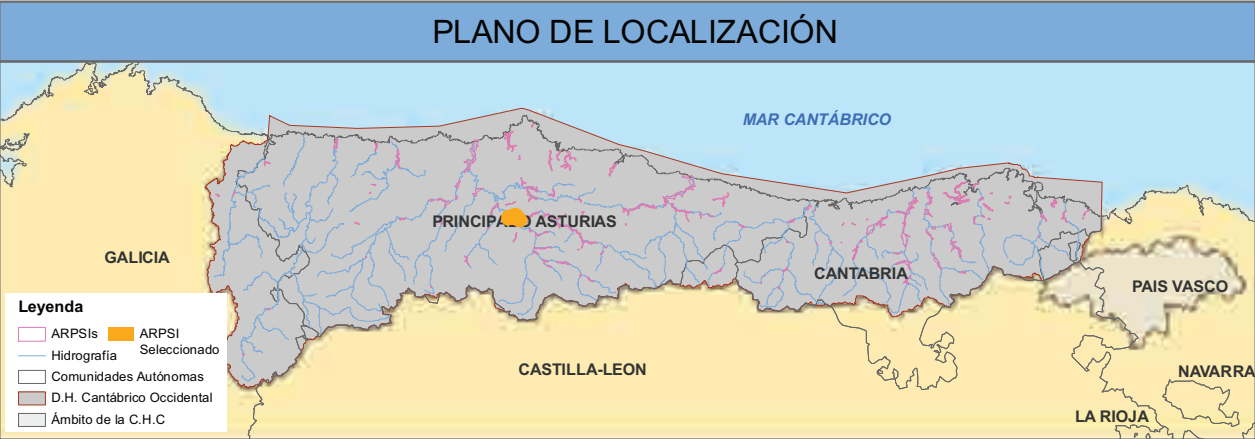 PLANO DE LOCALIZACIÓN
MAR CANTÁBRICO
PRINCIPADO ASTURIAS
GALICIA
CANTABRIA
PAIS VASCO
Leyenda
ARPSIs
ARPSI
Seleccionado
Hidrografía
Comunidades Autónomas
D.H. Cantábrico Occidental
Ámbito de la C.H.C
CASTILLA-LEON
NAVARRA
LA RIOJA